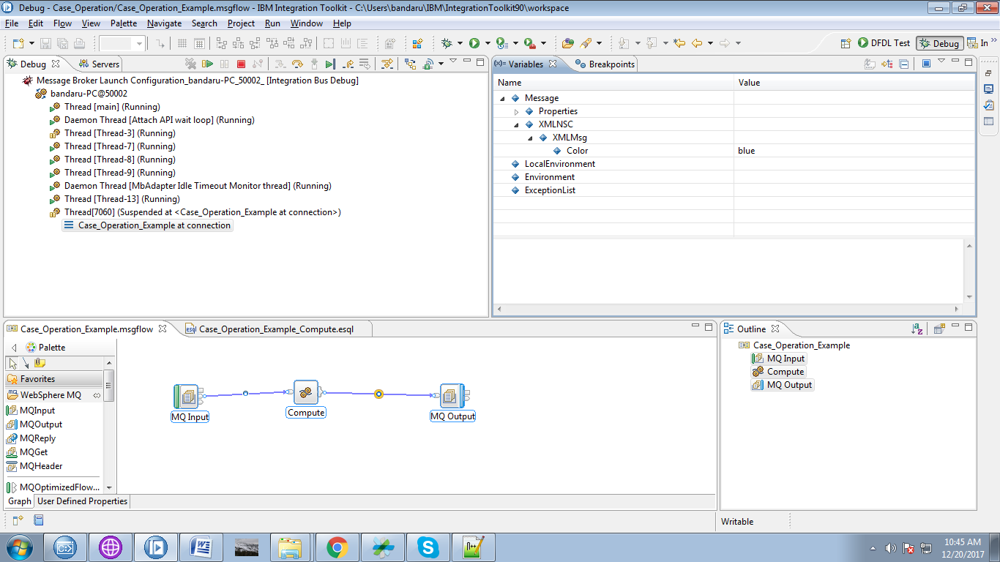 Debug - Case_Operation/Case_Operation_Example.msgflow - IBM Integration Toolkit - C:\Users\bandaru\IBM\IntegrationToolkit90\workspace
File Edit Flow View Palette Navigate Search Project Run Window Help
DFDL Test Debug In
Debug Servers
Message Broker Launch Configuration_bandaru-PC_50002_ [Integration Bus Debug]
bandaru-PC@50002
Thread [main] (Running)
Daemon Thread [Attach API wait loop] (Running)
Thread [Thread-3] (Running)
Thread [Thread-7] (Running)
Thread [Thread-8] (Running)
Thread [Thread-9] (Running)
Daemon Thread [MbAdapter Idle Timeout Monitor thread] (Running)
Thread [Thread-13] (Running)
Thread[7060] (Suspended at <Case_Operation_Example at connection>)
Case_Operation_Example at connection
(x)= Variables Breakpoints
Name Value
Message
Properties
XMLNSC
XMLMsg
Color blue
LocalEnvironment
Environment
ExceptionList
Case_Operation_Example.msgflow Case_Operation_Example_Compute.esql
Palette
Favorites
WebSphere MQ
MQInput
MQOutput
MQReply
MQGet
MQHeader
MQOptimizedFlow...
MQ Input
Compute
MQ Output
Graph User Defined Properties
Outline
Case_Operation_Example
MQ Input
Compute
MQ Output
Writable
10:45 AM
12/20/2017